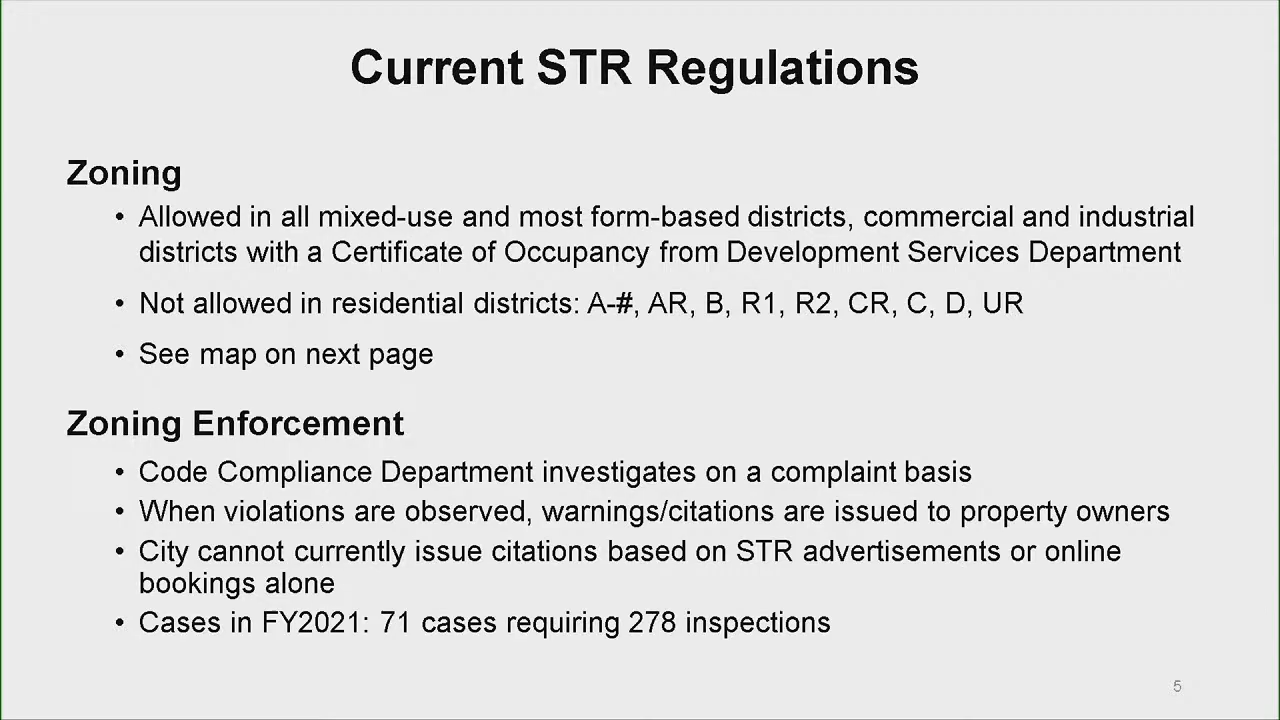 Current STR Regulations
Zoning
• Allowed in all mixed-use and most form-based districts, commercial and industrial
districts with a Certificate of Occupancy from Development Services Department
• Not allowed in residential districts: A-#, AR, B, R1, R2, CR, C, D, UR
• See map on next page
Zoning Enforcement
• Code Compliance Department investigates on a complaint basis
• When violations are observed, warnings/citations are issued to property owners
• City cannot currently issue citations based on STR advertisements or online
bookings alone
• Cases in FY2021: 71 cases requiring 278 inspections
5